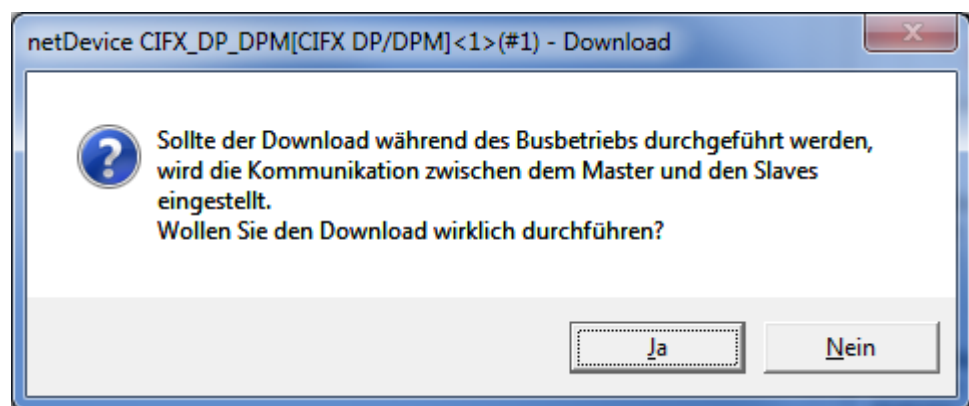 netDevice CIFX_DP_DPM[CIFX DP/DPM]<1>(#1) - Download
Sollte der Download während des Busbetriebs durchgeführt werden,
wird die Kommunikation zwischen dem Master und den Slaves
eingestellt.
Wollen Sie den Download wirklich durchführen?
Ja
Nein